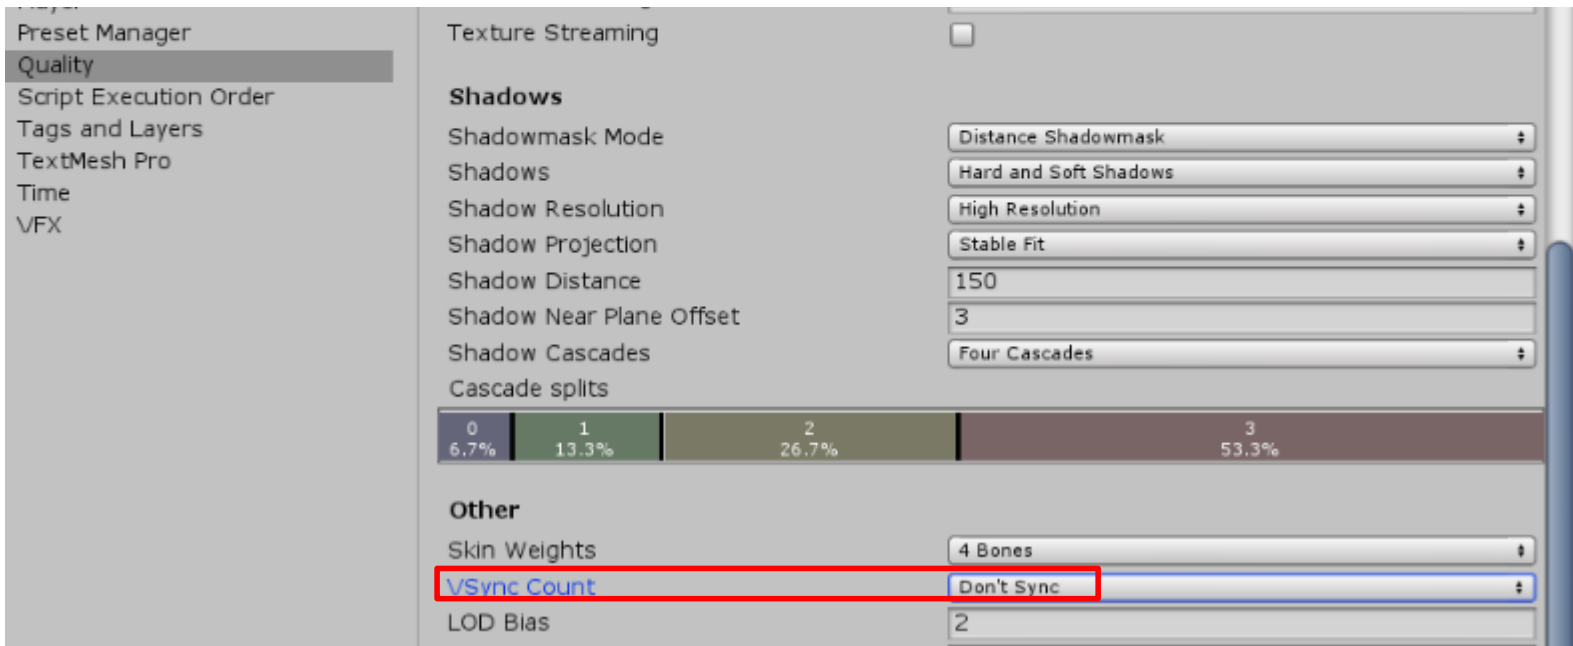 Preset Manager
Quality
Script Execution Order
Tags and Layers
TextMesh Pro
Time
VFX
Texture Streaming
Shadows
Shadowmask Mode Distance Shadowmask
Shadows Hard and Soft Shadows
Shadow Resolution High Resolution
Shadow Projection Stable Fit
Shadow Distance 150
Shadow Near Plane Offset 3
Shadow Cascades Four Cascades
Cascade splits
0 1 2 3
6.7% 13.3% 26.7% 53.3%
Other
Skin Weights 4 Bones
VSync Count Don't Sync
LOD Bias 2